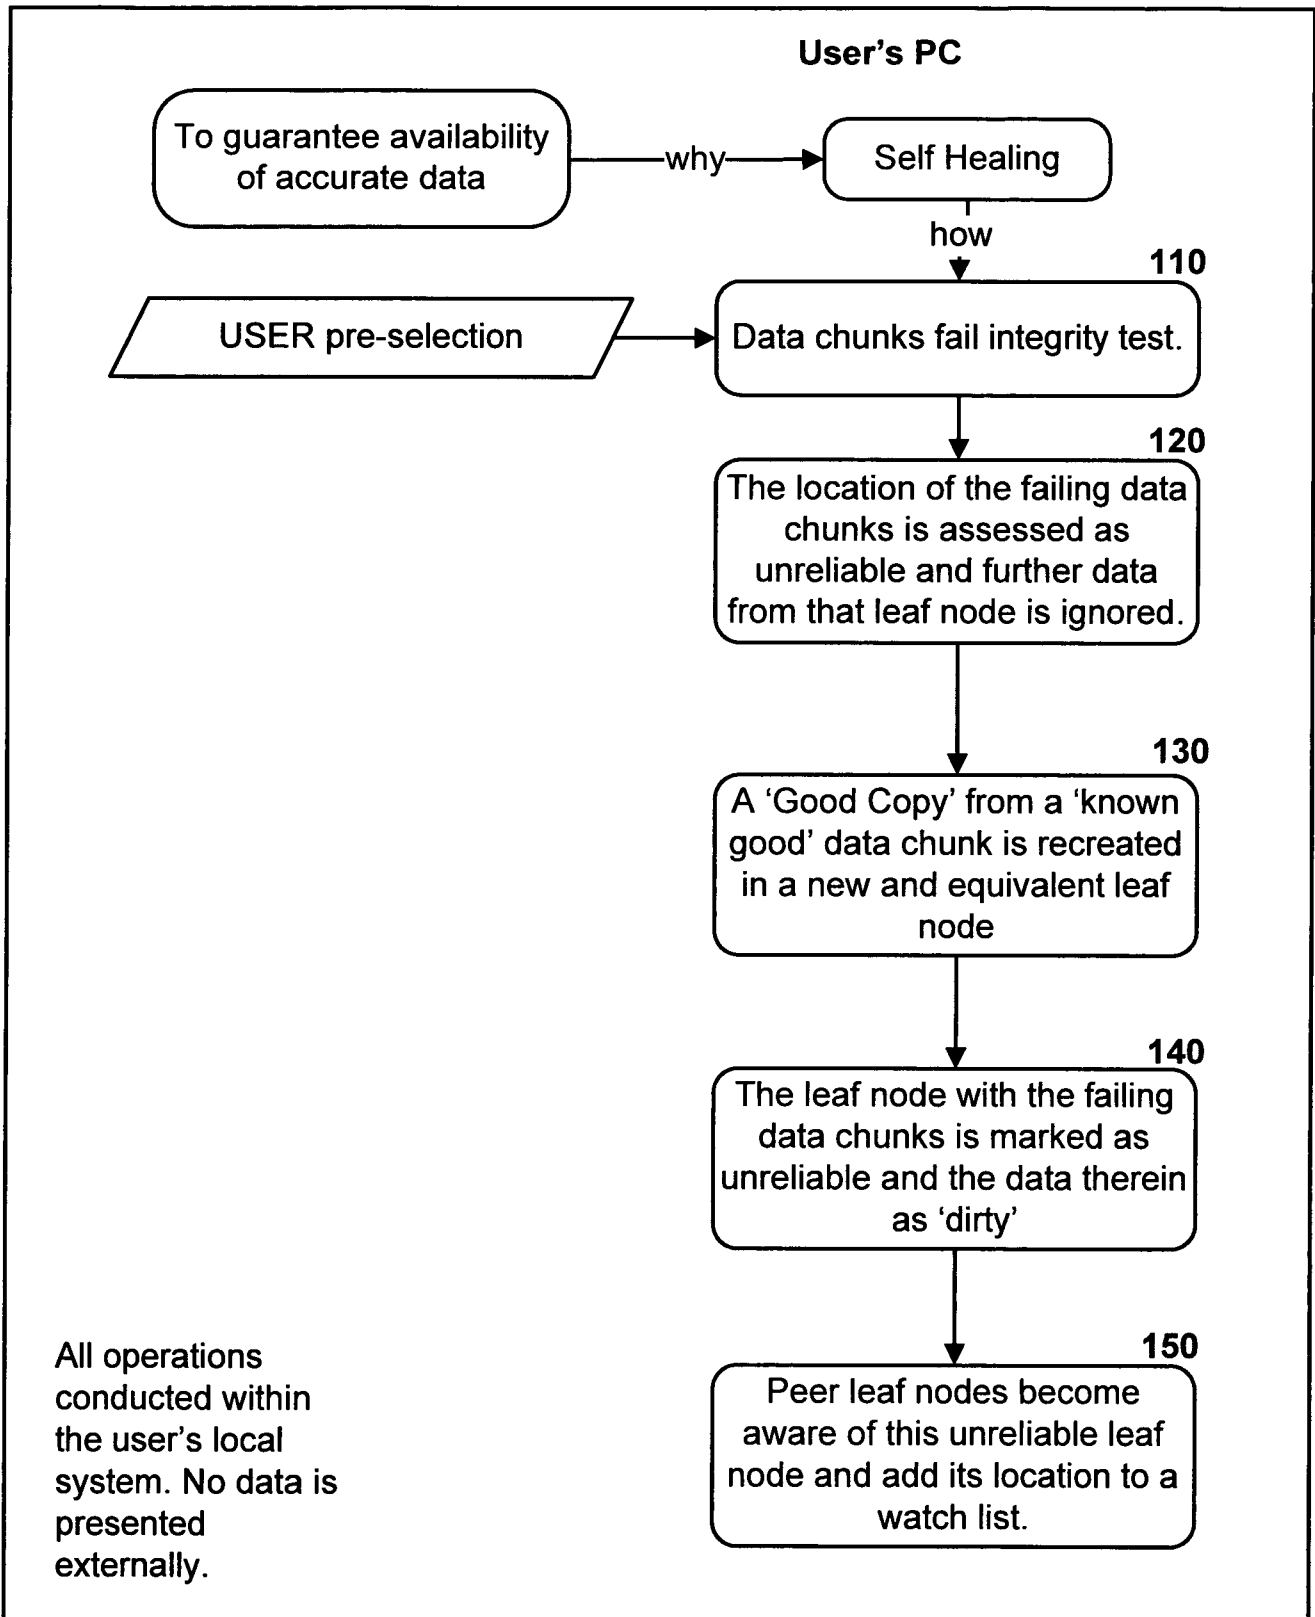 User's PC
To guarantee availability
of accurate data
why
Self Healing
how
110
USER pre-selection
Data chunks fail integrity test.
120
The location of the failing data
chunks is assessed as
unreliable and further data
from that leaf node is ignored.
130
A ‘Good Copy’ from a ‘known
good’ data chunk is recreated
in a new and equivalent leaf
node
140
The leaf node with the failing
data chunks is marked as
unreliable and the data therein
as ‘dirty’
150
Peer leaf nodes become
aware of this unreliable leaf
node and add its location to a
watch list.
All operations
conducted within
the user's local
system. No data is
presented
externally.